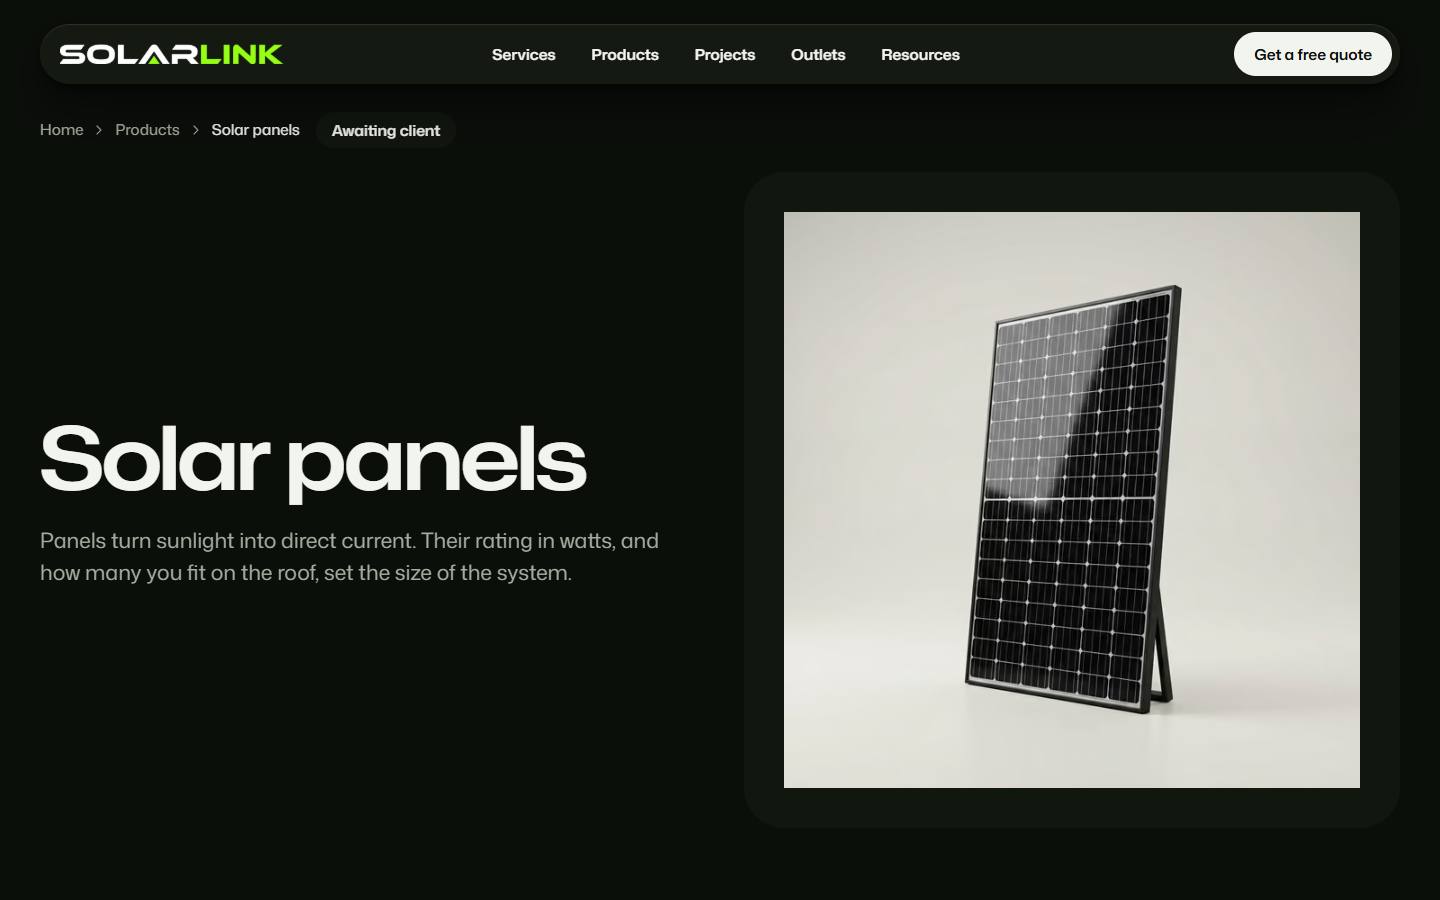 SOLARLINK
Services
Products
Projects
Outlets
Resources
Get a free quote
Home
Products
Solar panels
Awaiting client
Solar panels
Panels turn sunlight into direct current. Their rating in watts, and
how many you fit on the roof, set the size of the system.